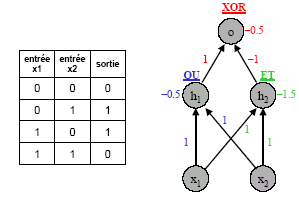 entrée x1 entrée x2 sortie
0 0 0
0 1 1
1 0 1
1 1 0
XOR
o −0.5
1 −1
QU ET
−0.5 h1 h2 −1.5
1 1 1 1
x1 x2